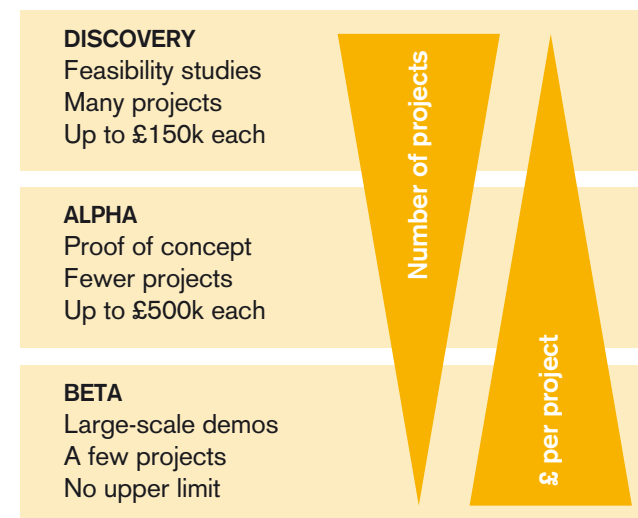 DISCOVERY
Feasibility studies
Many projects
Up to £150k each
ALPHA
Proof of concept
Fewer projects
Up to £500k each
BETA
Large-scale demos
A few projects
No upper limit
Number of projects
£ per project